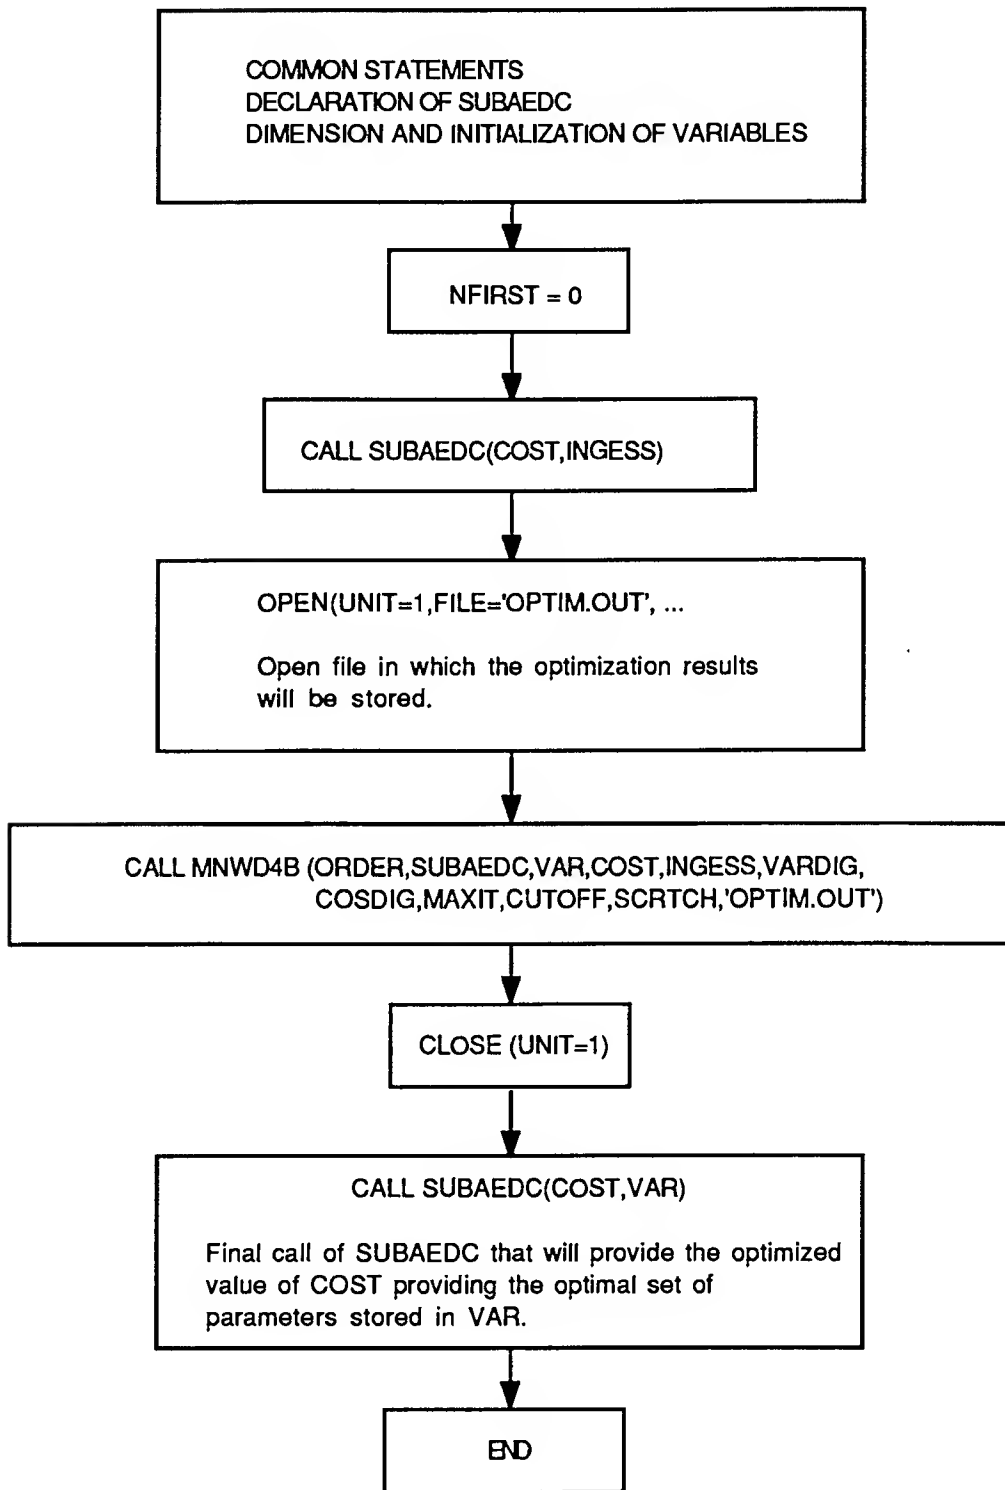 COMMON STATEMENTS
DECLARATION OF SUBAEDC
DIMENSION AND INITIALIZATION OF VARIABLES
NFIRST = 0
CALL SUBAEDC(COST,INGESS)
OPEN(UNIT=1,FILE='OPTIM.OUT', ...
Open file in which the optimization results
will be stored.
CALL MNWD4B (ORDER,SUBAEDC,VAR,COST,INGESS,VARDIG,
COSDIG,MAXIT,CUTOFF,SCRTCH,'OPTIM.OUT')
CLOSE (UNIT=1)
CALL SUBAEDC(COST,VAR)
Final call of SUBAEDC that will provide the optimized
value of COST providing the optimal set of
parameters stored in VAR.
END